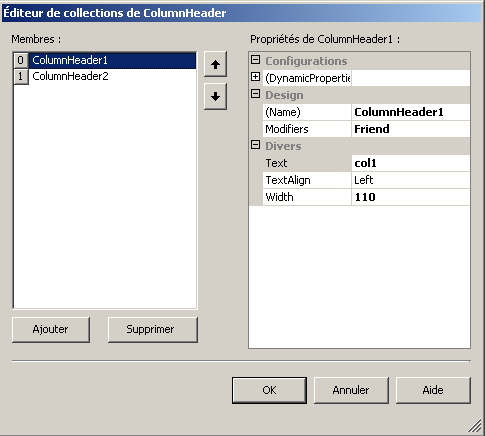 Éditeur de collections de ColumnHeader
Membres :
0 ColumnHeader1
1 ColumnHeader2
Ajouter
Supprimer
Propriétés de ColumnHeader1 :
Configurations
(DynamicPropertie
Design
(Name) ColumnHeader1
Modifiers Friend
Divers
Text col1
TextAlign Left
Width 110
OK
Annuler
Aide